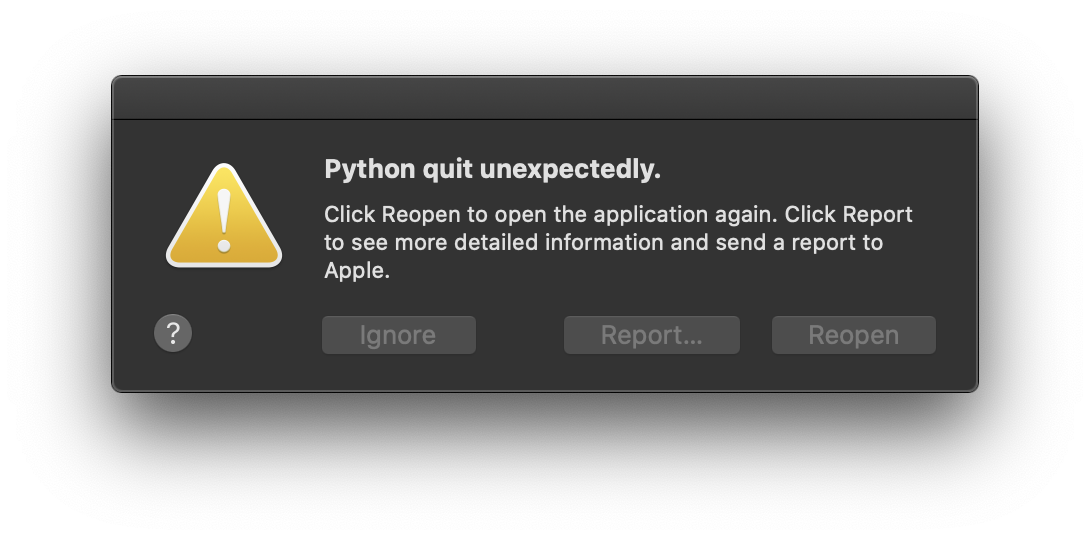 Python quit unexpectedly.
Click Reopen to open the application again. Click Report
to see more detailed information and send a report to
Apple.
?
Ignore
Report...
Reopen